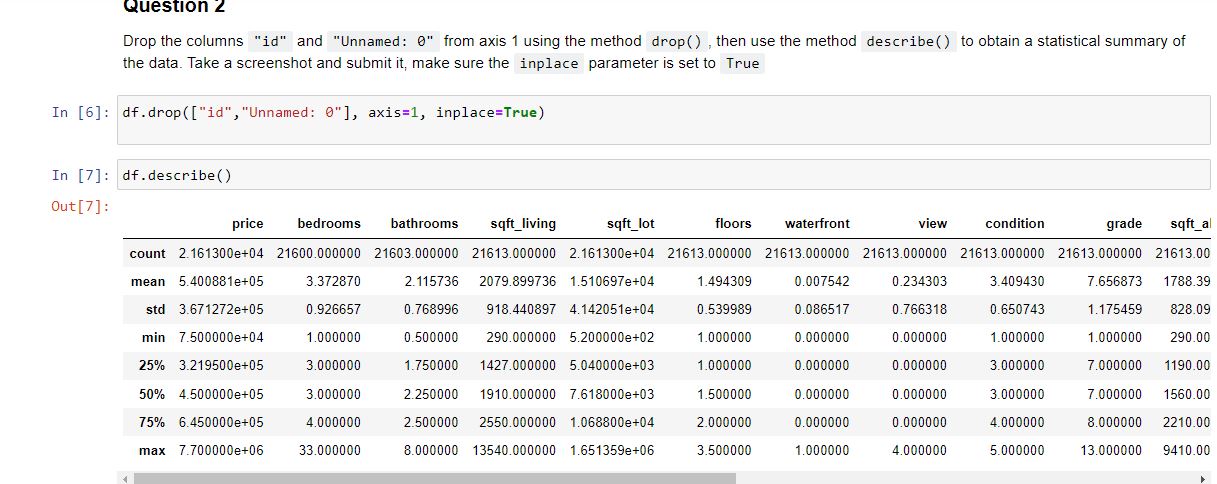 Question 2
Drop the columns "id" and "Unnamed: 0" from axis 1 using the method drop() , then use the method describe() to obtain a statistical summary of
the data. Take a screenshot and submit it, make sure the inplace parameter is set to True
In [6]: df.drop(["id","Unnamed: 0"], axis=1, inplace=True)
In [7]: df.describe()
Out[7]:
price bedrooms bathrooms sqft_living sqft_lot floors waterfront view condition grade sqft_al
count 2.161300e+04 21600.000000 21603.000000 21613.000000 2.161300e+04 21613.000000 21613.000000 21613.000000 21613.000000 21613.000000 21613.00
mean 5.400881e+05 3.372870 2.115736 2079.899736 1.510697e+04 1.494309 0.007542 0.234303 3.409430 7.656873 1788.39
std 3.671272e+05 0.926657 0.768996 918.440897 4.142051e+04 0.539989 0.086517 0.766318 0.650743 1.175459 828.09
min 7.500000e+04 1.000000 0.500000 290.000000 5.200000e+02 1.000000 0.000000 0.000000 1.000000 1.000000 290.00
25% 3.219500e+05 3.000000 1.750000 1427.000000 5.040000e+03 1.000000 0.000000 0.000000 3.000000 7.000000 1190.00
50% 4.500000e+05 3.000000 2.250000 1910.000000 7.618000e+03 1.500000 0.000000 0.000000 3.000000 7.000000 1560.00
75% 6.450000e+05 4.000000 2.500000 2550.000000 1.068800e+04 2.000000 0.000000 0.000000 4.000000 8.000000 2210.00
max 7.700000e+06 33.000000 8.000000 13540.000000 1.651359e+06 3.500000 1.000000 4.000000 5.000000 13.000000 9410.00